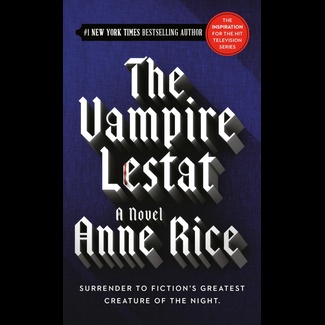 #1 NEW YORK TIMES BESTSELLING AUTHOR
THE
INSPIRATION
FOR THE HIT
TELEVISION
SERIES
The
Vampire
Lestat
A Novel
Anne Rice
SURRENDER TO FICTION'S GREATEST
CREATURE OF THE NIGHT.